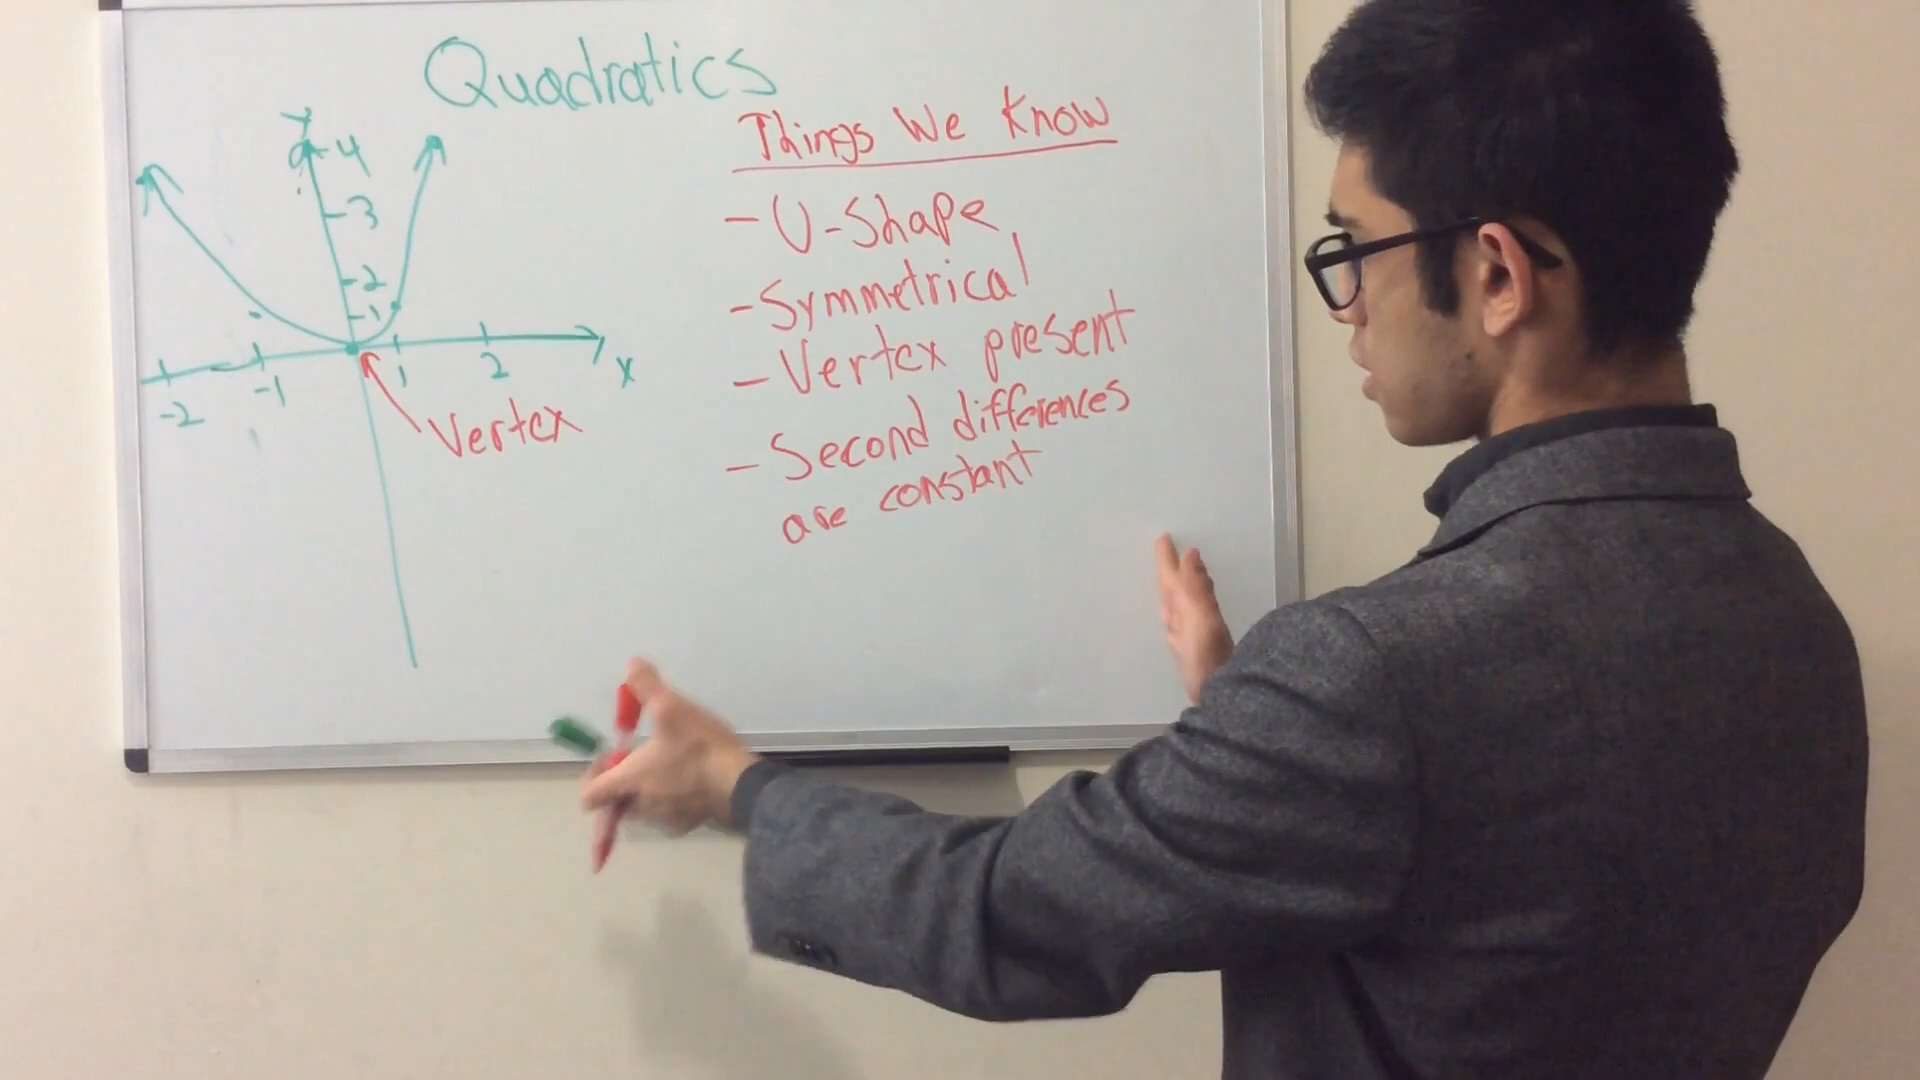 Quadratics
Things We Know
- U-Shape
- Symmetrical
- Vertex present
- Second differences
are constant
Y
4
3
2
1
-2
-1
1
2
x
Vertex